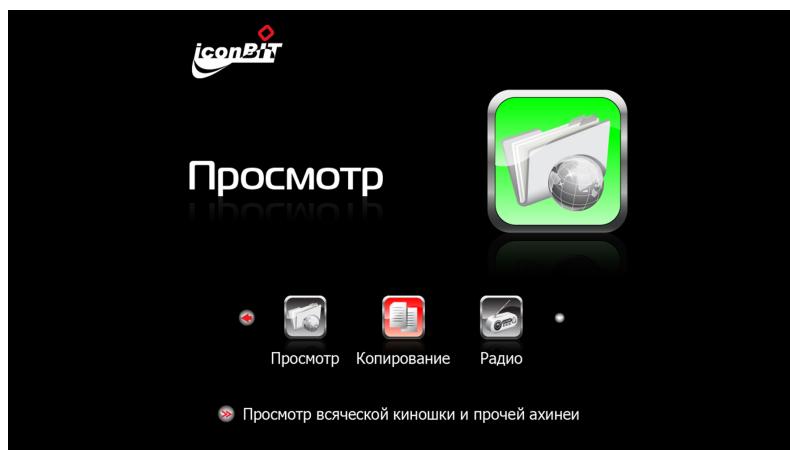 iconBIT
Просмотр
Просмотр Копирование Радио
Просмотр всяческой киношки и прочей ахинеи